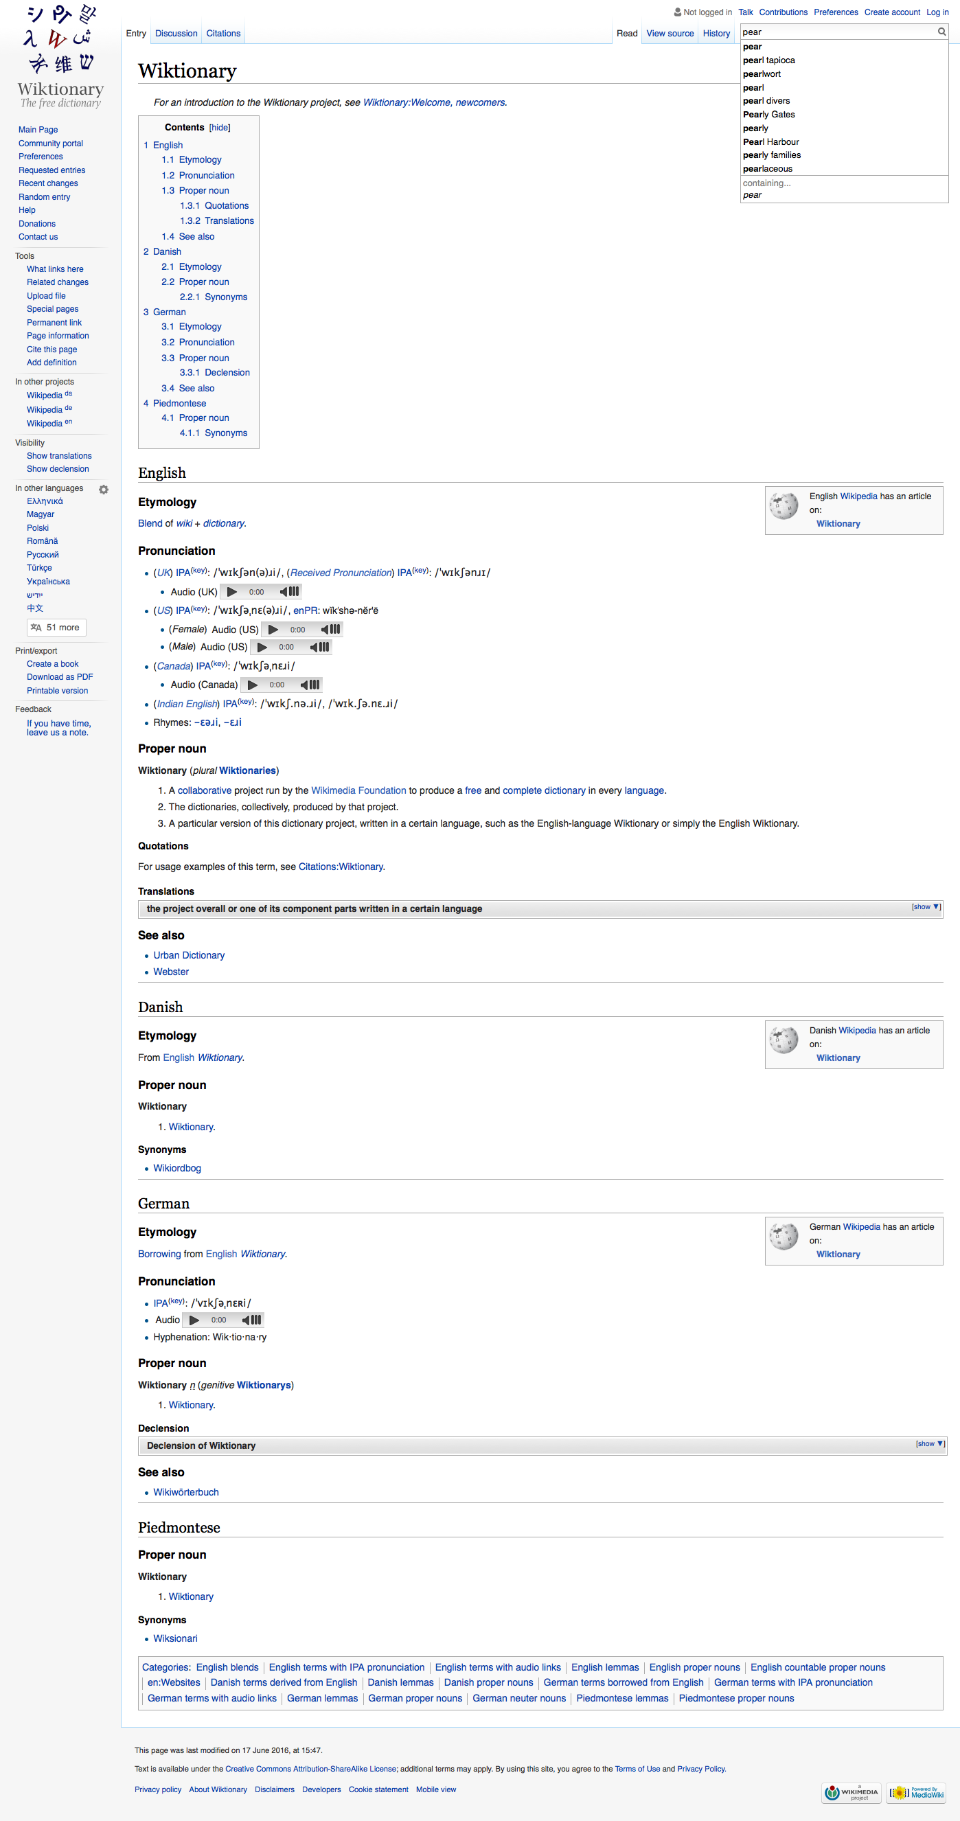 Not logged in Talk Contributions Preferences Create account Log in
Entry Discussion Citations
Read View source History
pear
pear
pearl tapioca
pearlwort
pearl
pearl divers
Pearly Gates
pearly
Pearl Harbour
pearly families
pearlaceous
containing...
pear
Wiktionary
The free dictionary
Main Page
Community portal
Preferences
Requested entries
Recent changes
Random entry
Help
Donations
Contact us
Tools
What links here
Related changes
Upload file
Special pages
Permanent link
Page information
Cite this page
Add definition
In other projects
Wikipedia da
Wikipedia de
Wikipedia en
Visibility
Show translations
Show declension
In other languages
Ελληνικά
Magyar
Polski
Română
Русский
Türkçe
Українська
ייִדיש
中文
51 more
Print/export
Create a book
Download as PDF
Printable version
Feedback
If you have time,
leave us a note.
Wiktionary
For an introduction to the Wiktionary project, see Wiktionary:Welcome, newcomers.
Contents [hide]
1 English
1.1 Etymology
1.2 Pronunciation
1.3 Proper noun
1.3.1 Quotations
1.3.2 Translations
1.4 See also
2 Danish
2.1 Etymology
2.2 Proper noun
2.2.1 Synonyms
3 German
3.1 Etymology
3.2 Pronunciation
3.3 Proper noun
3.3.1 Declension
3.4 See also
4 Piedmontese
4.1 Proper noun
4.1.1 Synonyms
English
Etymology
English Wikipedia has an article
on:
Wiktionary
Blend of wiki + dictionary.
Pronunciation
(UK) IPA(key): /ˈwɪkʃən(ə)ɹi/, (Received Pronunciation) IPA(key): /ˈwɪkʃənɹɪ/
Audio (UK) 0:00
(US) IPA(key): /ˈwɪkʃəˌnɛ(ə)ɹi/, enPR: wĭk'shə-nĕr'ē
(Female) Audio (US) 0:00
(Male) Audio (US) 0:00
(Canada) IPA(key): /ˈwɪkʃəˌnɛɹi/
Audio (Canada) 0:00
(Indian English) IPA(key): /ˈwɪkʃ.nə.ɹi/, /ˈwɪk.ʃə.nɛ.ɹi/
Rhymes: -ɛəɹi, -ɛɹi
Proper noun
Wiktionary (plural Wiktionaries)
1. A collaborative project run by the Wikimedia Foundation to produce a free and complete dictionary in every language.
2. The dictionaries, collectively, produced by that project.
3. A particular version of this dictionary project, written in a certain language, such as the English-language Wiktionary or simply the English Wiktionary.
Quotations
For usage examples of this term, see Citations:Wiktionary.
Translations
the project overall or one of its component parts written in a certain language [show ▼]
See also
Urban Dictionary
Webster
Danish
Etymology
Danish Wikipedia has an article
on:
Wiktionary
From English Wiktionary.
Proper noun
Wiktionary
1. Wiktionary.
Synonyms
Wikiordbog
German
Etymology
German Wikipedia has an article
on:
Wiktionary
Borrowing from English Wiktionary.
Pronunciation
IPA(key): /ˈvɪkʃəˌnɛʀi/
Audio 0:00
Hyphenation: Wik·tio·na·ry
Proper noun
Wiktionary n (genitive Wiktionarys)
1. Wiktionary.
Declension
Declension of Wiktionary [show ▼]
See also
Wikiwörterbuch
Piedmontese
Proper noun
Wiktionary
1. Wiktionary
Synonyms
Wiksionari
Categories: English blends | English terms with IPA pronunciation | English terms with audio links | English lemmas | English proper nouns | English countable proper nouns
| en:Websites | Danish terms derived from English | Danish lemmas | Danish proper nouns | German terms borrowed from English | German terms with IPA pronunciation
| German terms with audio links | German lemmas | German proper nouns | German neuter nouns | Piedmontese lemmas | Piedmontese proper nouns
This page was last modified on 17 June 2016, at 15:47.
Text is available under the Creative Commons Attribution-ShareAlike License; additional terms may apply. By using this site, you agree to the Terms of Use and Privacy Policy.
Privacy policy About Wiktionary Disclaimers Developers Cookie statement Mobile view
A WIKIMEDIA project
Powered By MediaWiki